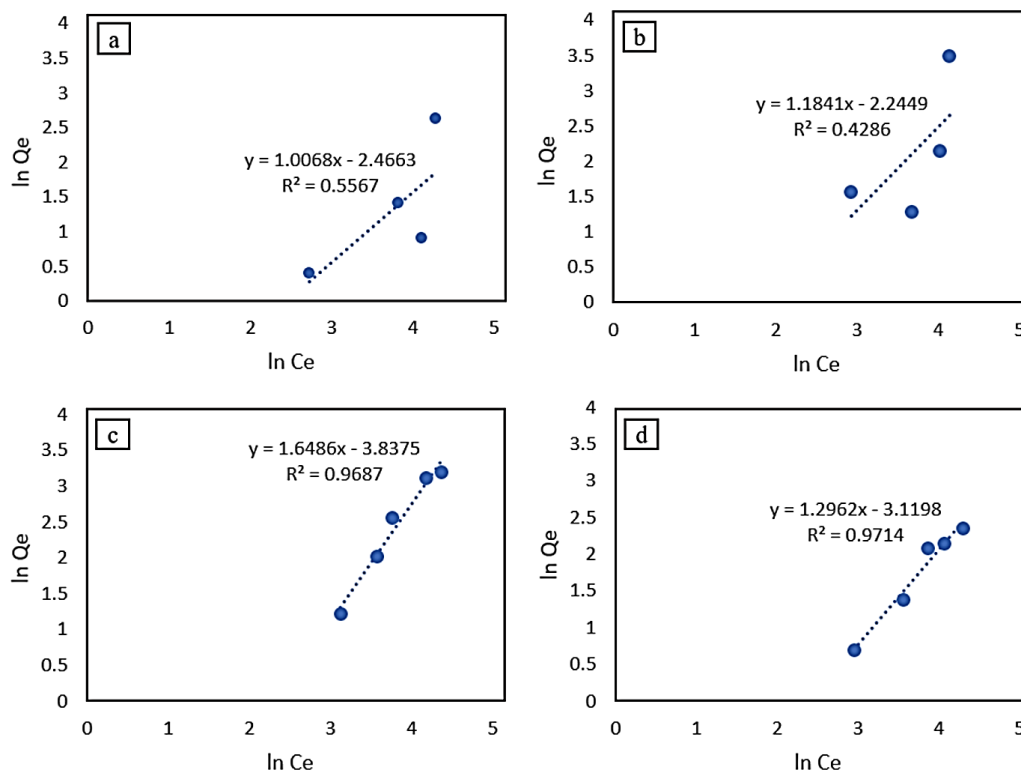 a
4
3.5
3
2.5
2
1.5
1
0.5
0
ln Qe
y = 1.0068x - 2.4663
R² = 0.5567
0 1 2 3 4 5
ln Ce
b
4
3.5
3
2.5
2
1.5
1
0.5
0
ln Qe
y = 1.1841x - 2.2449
R² = 0.4286
0 1 2 3 4 5
ln Ce
c
4
3.5
3
2.5
2
1.5
1
0.5
0
ln Qe
y = 1.6486x - 3.8375
R² = 0.9687
0 1 2 3 4 5
ln Ce
d
4
3.5
3
2.5
2
1.5
1
0.5
0
ln Qe
y = 1.2962x - 3.1198
R² = 0.9714
0 1 2 3 4 5
ln Ce